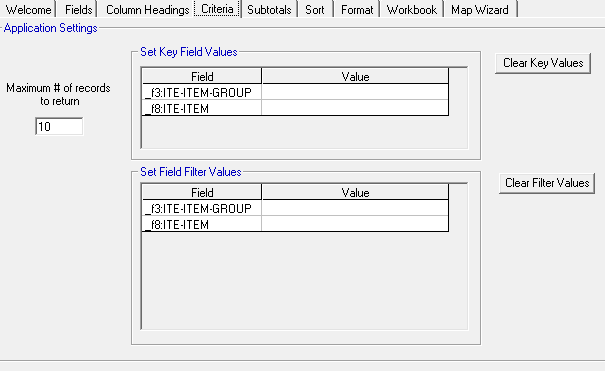 Welcome Fields Column Headings Criteria Subtotals Sort Format Workbook Map Wizard
Application Settings
Maximum # of records
to return
10
Set Key Field Values
Field Value
_f3:ITE-ITEM-GROUP
_f8:ITE-ITEM
Clear Key Values
Set Field Filter Values
Field Value
_f3:ITE-ITEM-GROUP
_f8:ITE-ITEM
Clear Filter Values